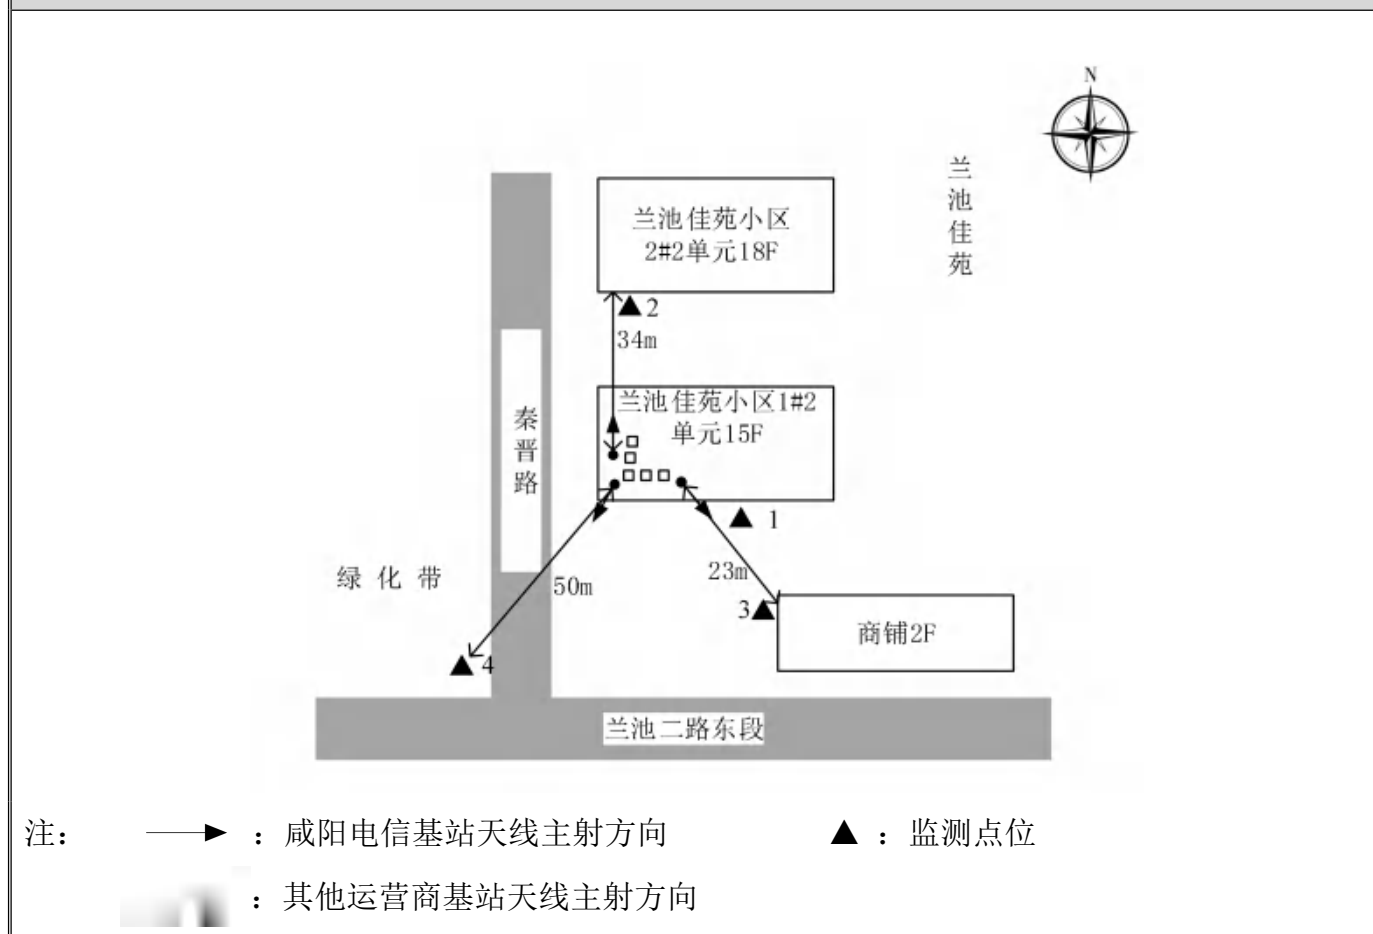 N
兰池佳苑
兰池佳苑小区
2#2单元18F
2
34m
兰池佳苑小区1#2
单元15F
秦晋路
1
23m
50m
绿 化 带
3
商铺2F
4
兰池二路东段
注： ：咸阳电信基站天线主射方向 ：监测点位
：其他运营商基站天线主射方向